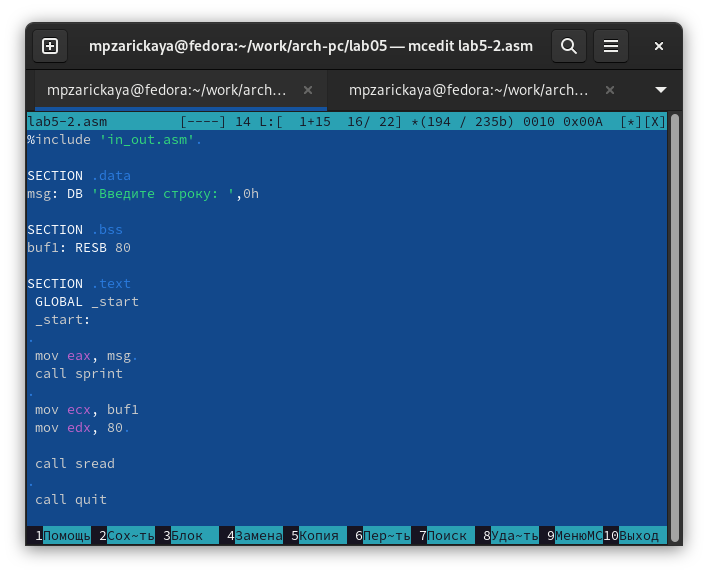 mpzarickaya@fedora:~/work/arch-pc/lab05 — mcedit lab5-2.asm
mpzarickaya@fedora:~/work/arch…
mpzarickaya@fedora:~/work/arch…
lab5-2.asm [----] 14 L:[ 1+15 16/ 22] *(194 / 235b) 0010 0x00A [*][X]
%include 'in_out.asm'.
SECTION .data
msg: DB 'Введите строку: ',0h
SECTION .bss
buf1: RESB 80
SECTION .text
GLOBAL _start
_start:
.
mov eax, msg.
call sprint
.
mov ecx, buf1
mov edx, 80.
call sread
.
call quit
1Помощь 2Сох~ть 3Блок 4Замена 5Копия 6Пер~ть 7Поиск 8Уда~ть 9МенюMC 10Выход